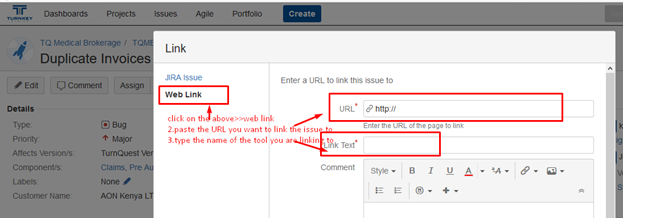 TURNKEY
Dashboards Projects Issues Agile Portfolio Create
TQ Medical Brokerage / TQME
Duplicate Invoices
Edit Comment Assign
Details
Type: Bug
Priority: Major
Affects Version/s: TurnQuest Ver
Component/s: Claims, Pre Au
Labels: None
Customer Name: AON Kenya LT
Link
JIRA Issue
Web Link
click on the above>>web link
2.paste the URL you want to link the issue to
3.type the name of the tool you are linking to
Enter a URL to link this issue to
URL* http://
Enter the URL of the page to link
Link Text*
Comment
Style B I U A